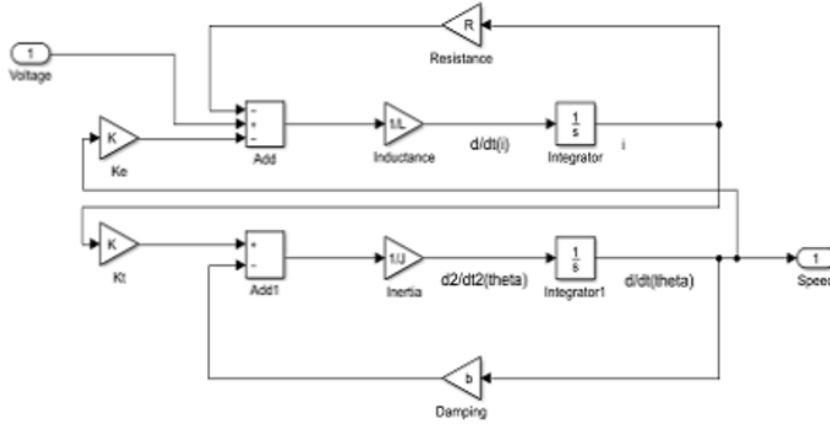 R
Resistance
1
Voltage
-
+
-
Add
1/L
Inductance
d/dt(i)
1
s
Integrator
i
K
Ke
K
Kt
+
-
Add1
1/J
Inertia
d2/dt2(theta)
1
s
Integrator1
d/dt(theta)
1
Speed
b
Damping